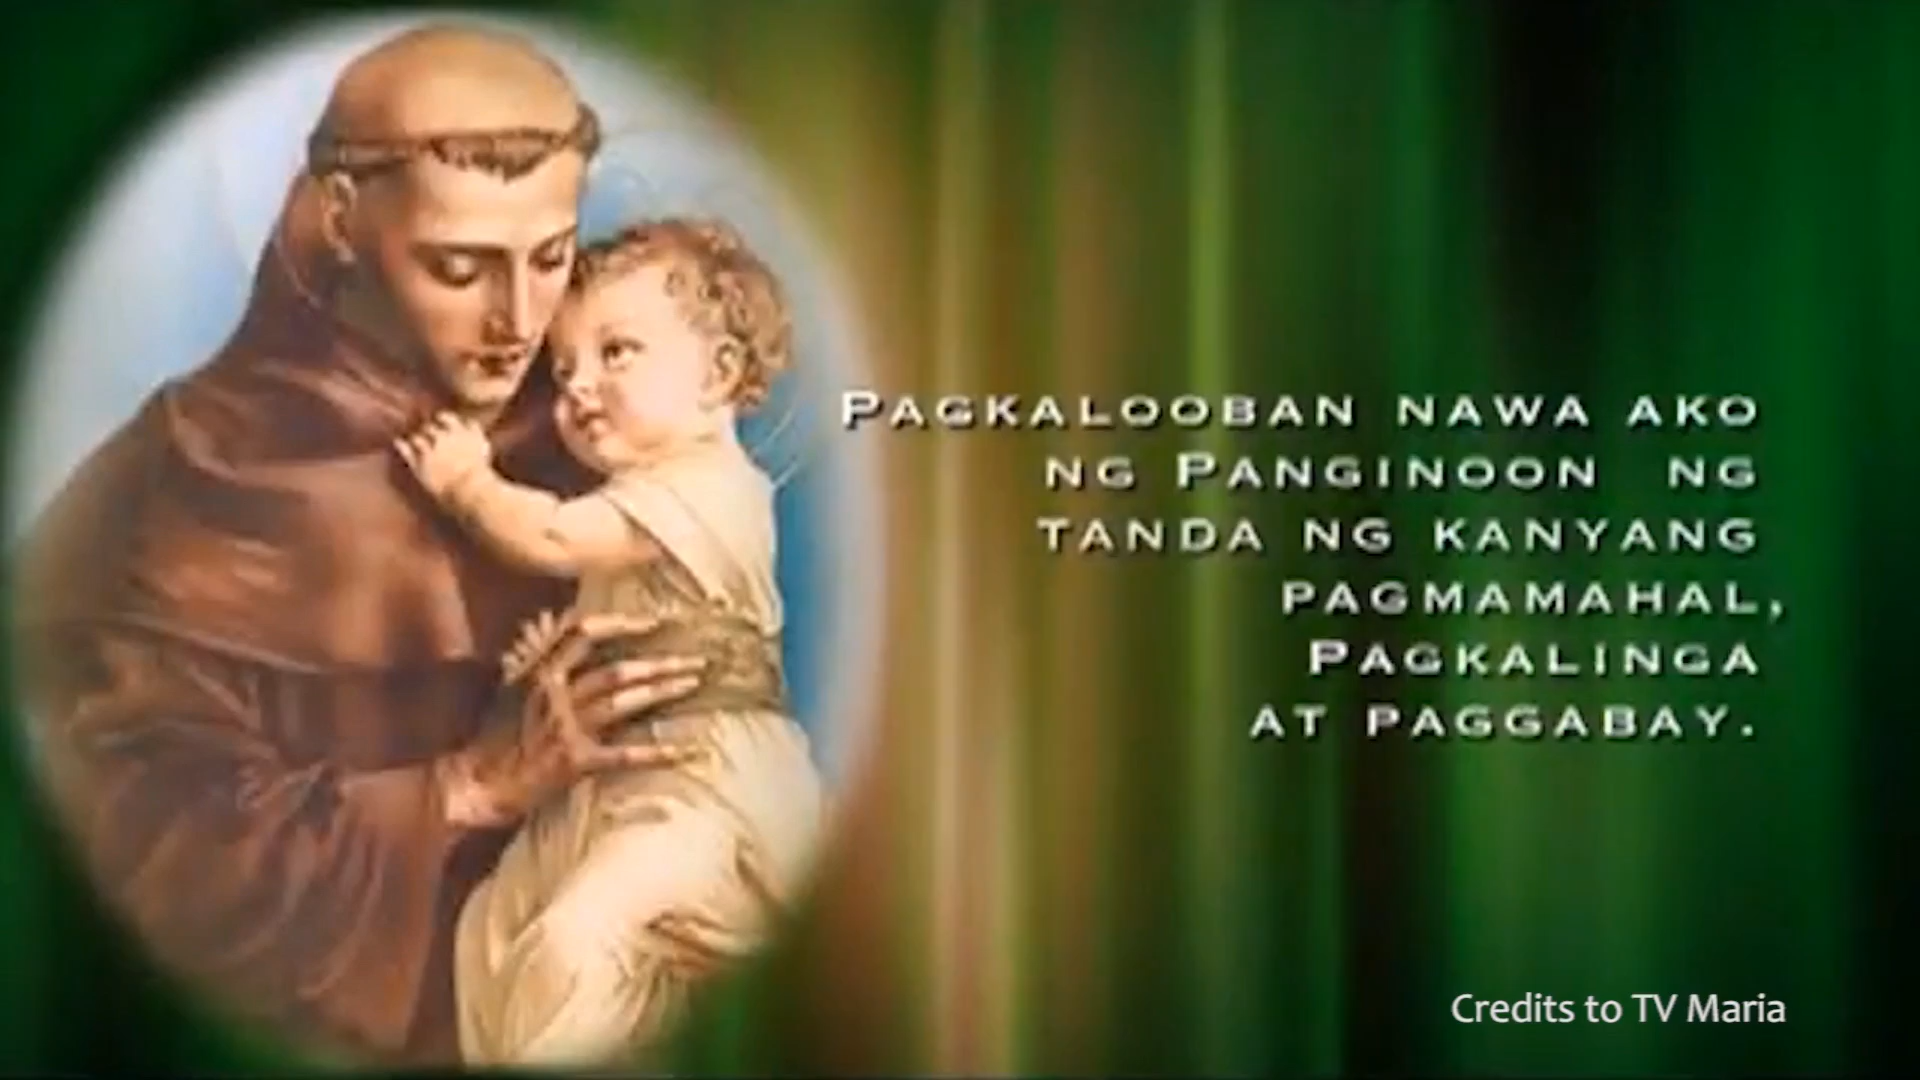 PAGKALOOBAN NAWA AKO
NG PANGINOON NG
TANDA NG KANYANG
PAGMAMAHAL,
PAGKALINGA
AT PAGGABAY.
Credits to TV Maria